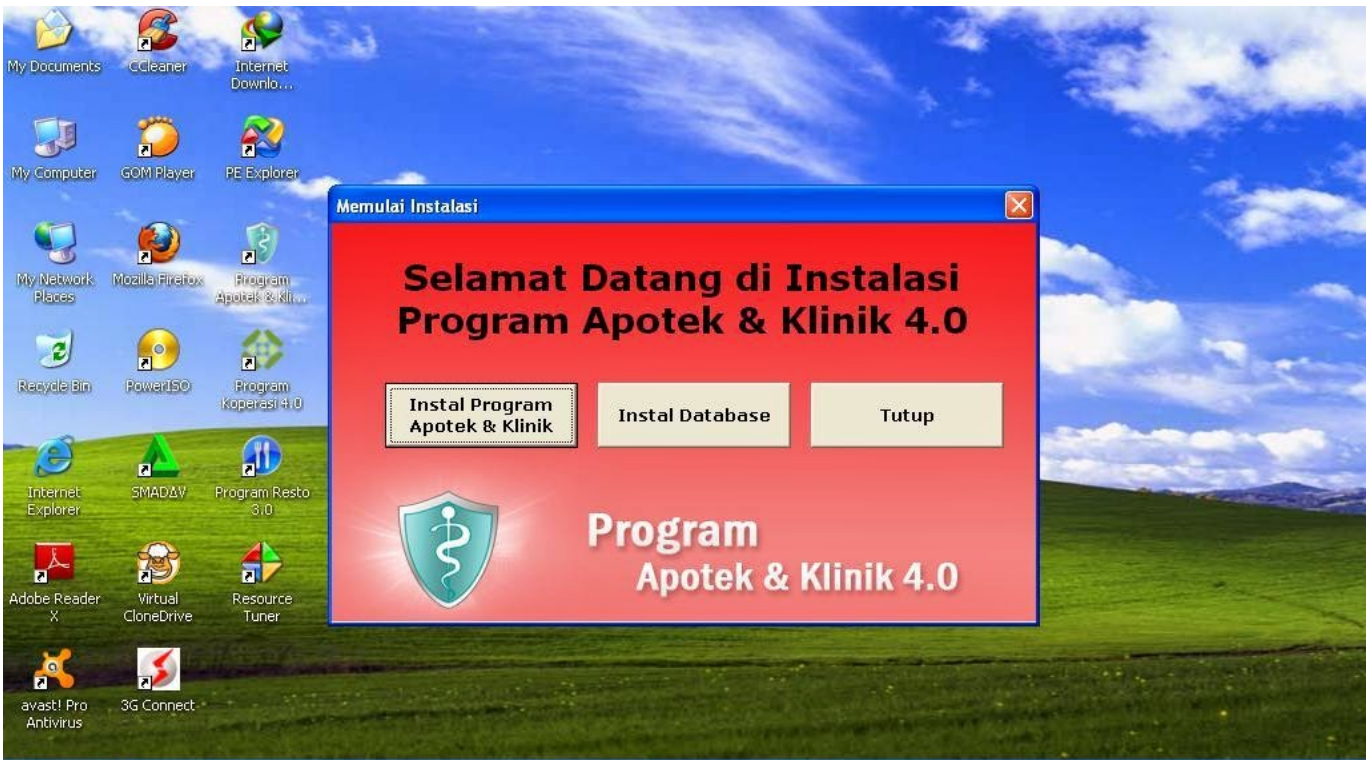 My Documents
CCleaner
Internet
Downlo...
My Computer
GOM Player
PE Explorer
My Network
Places
Mozilla Firefox
Program
Apotek & Kli...
Recycle Bin
PowerISO
Program
Koperasi 4.0
Internet
Explorer
SMADΔV
Program Resto
3.0
Adobe Reader
X
Virtual
CloneDrive
Resource
Tuner
avast! Pro
Antivirus
3G Connect
Memulai Instalasi
Selamat Datang di Instalasi
Program Apotek & Klinik 4.0
Instal Program
Apotek & Klinik
Instal Database
Tutup
Program
Apotek & Klinik 4.0